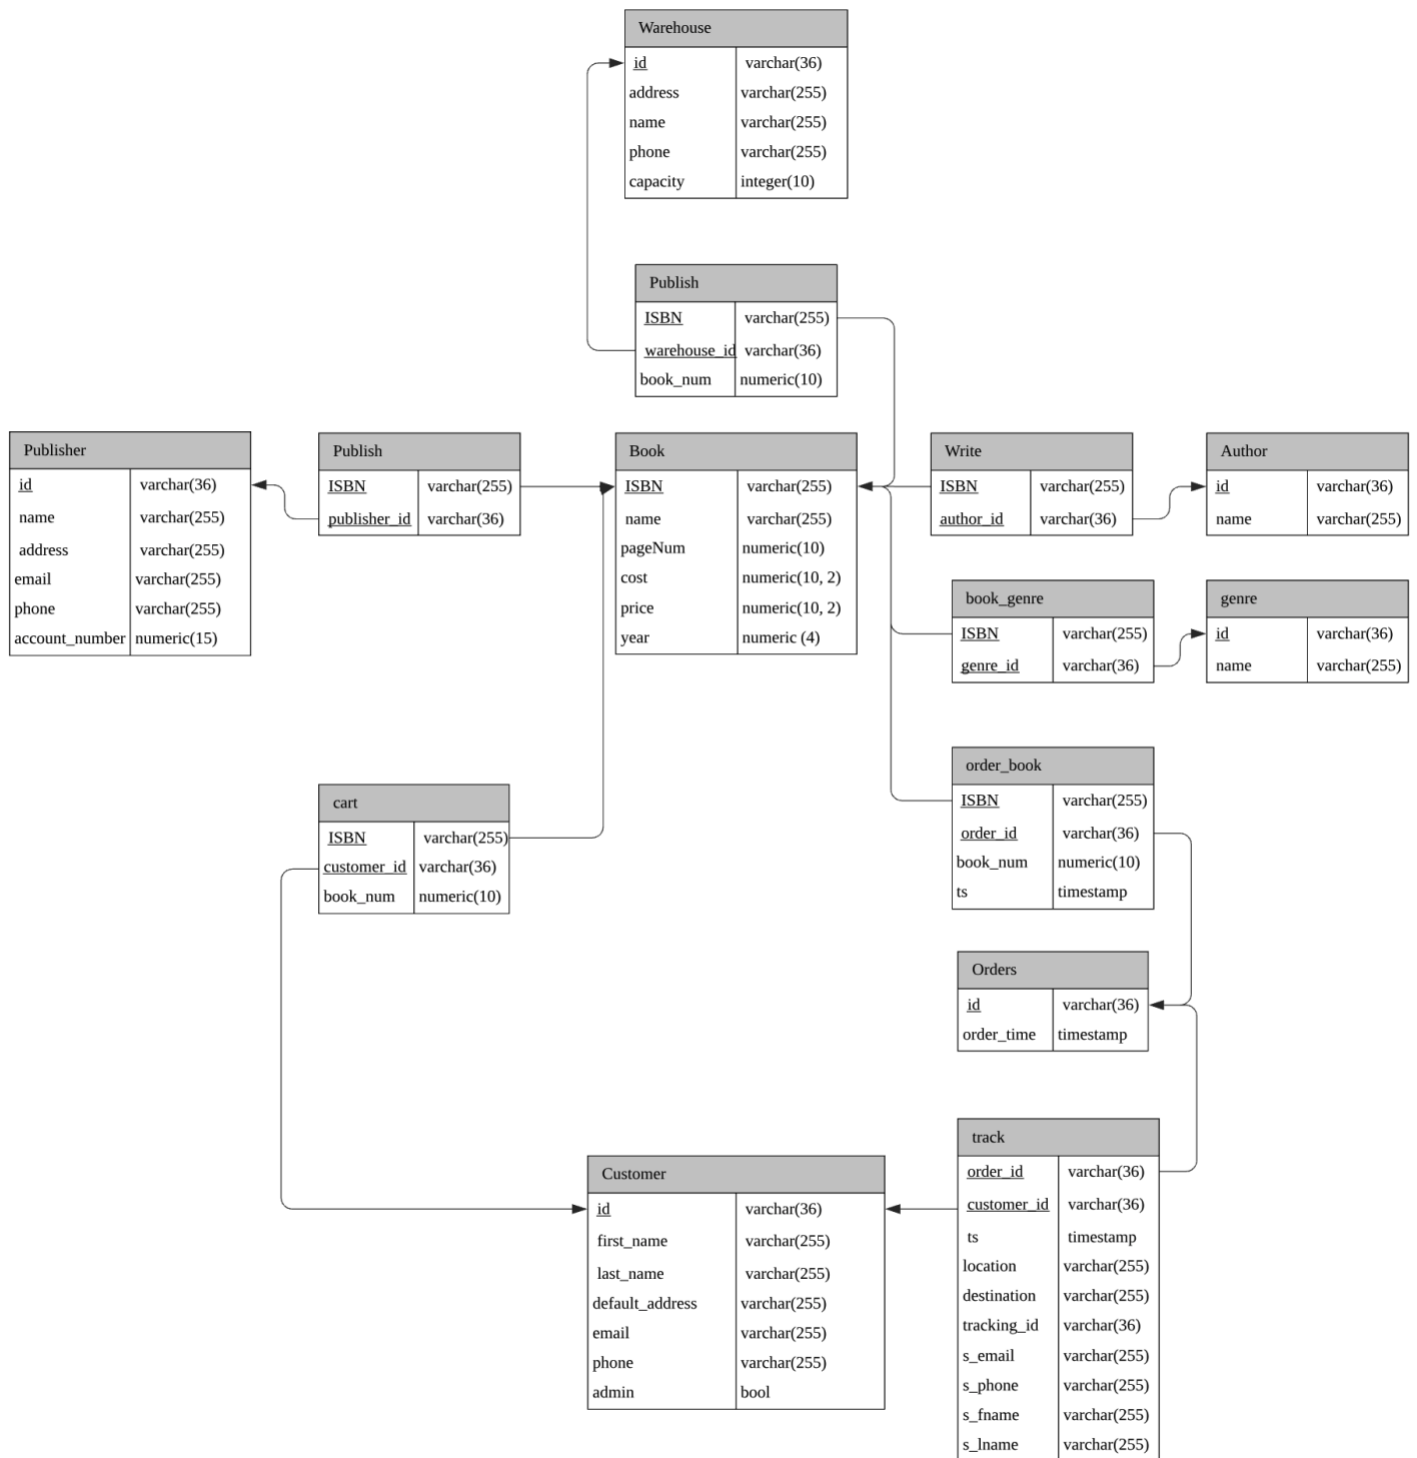 Warehouse
id varchar(36)
address varchar(255)
name varchar(255)
phone varchar(255)
capacity integer(10)
Publish
ISBN varchar(255)
warehouse_id varchar(36)
book_num numeric(10)
Publisher
id varchar(36)
name varchar(255)
address varchar(255)
email varchar(255)
phone varchar(255)
account_number numeric(15)
Publish
ISBN varchar(255)
publisher_id varchar(36)
Book
ISBN varchar(255)
name varchar(255)
pageNum numeric(10)
cost numeric(10, 2)
price numeric(10, 2)
year numeric (4)
Write
ISBN varchar(255)
author_id varchar(36)
Author
id varchar(36)
name varchar(255)
book_genre
ISBN varchar(255)
genre_id varchar(36)
genre
id varchar(36)
name varchar(255)
cart
ISBN varchar(255)
customer_id varchar(36)
book_num numeric(10)
order_book
ISBN varchar(255)
order_id varchar(36)
book_num numeric(10)
ts timestamp
Orders
id varchar(36)
order_time timestamp
Customer
id varchar(36)
first_name varchar(255)
last_name varchar(255)
default_address varchar(255)
email varchar(255)
phone varchar(255)
admin bool
track
order_id varchar(36)
customer_id varchar(36)
ts timestamp
location varchar(255)
destination varchar(255)
tracking_id varchar(36)
s_email varchar(255)
s_phone varchar(255)
s_fname varchar(255)
s_lname varchar(255)